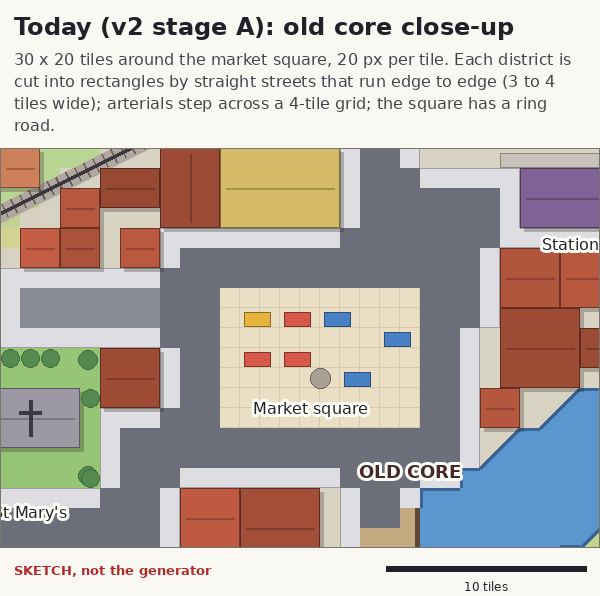 Today (v2 stage A): old core close-up
30 x 20 tiles around the market square, 20 px per tile. Each district is
cut into rectangles by straight streets that run edge to edge (3 to 4
tiles wide); arterials step across a 4-tile grid; the square has a ring
road.
Station
Market square
OLD CORE
St Mary's
SKETCH, not the generator
10 tiles